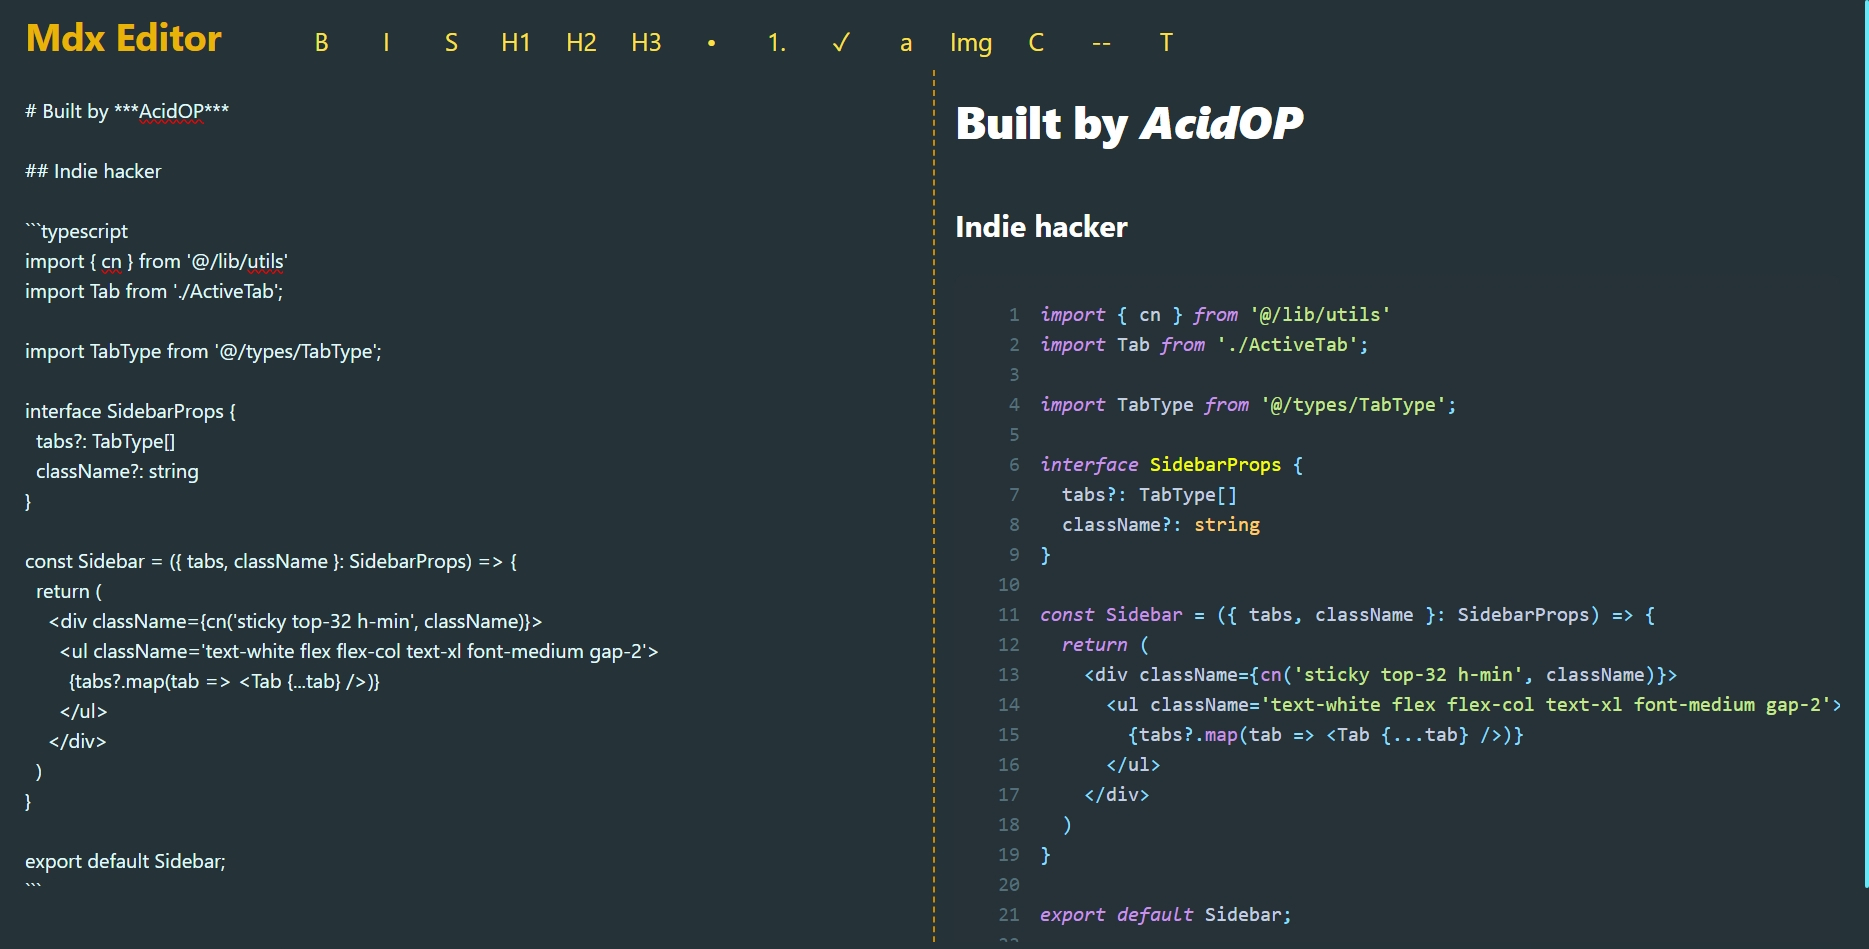 Mdx Editor B I S H1 H2 H3 • 1. ✓ a Img C -- T
# Built by ***AcidOP***

## Indie hacker

```typescript
import { cn } from '@/lib/utils'
import Tab from './ActiveTab';

import TabType from '@/types/TabType';

interface SidebarProps {
  tabs?: TabType[]
  className?: string
}

const Sidebar = ({ tabs, className }: SidebarProps) => {
  return (
    <div className={cn('sticky top-32 h-min', className)}>
      <ul className='text-white flex flex-col text-xl font-medium gap-2'>
        {tabs?.map(tab => <Tab {...tab} />)}
      </ul>
    </div>
  )
}

export default Sidebar;
```
Built by AcidOP
Indie hacker
1 import { cn } from '@/lib/utils'
2 import Tab from './ActiveTab';
3
4 import TabType from '@/types/TabType';
5
6 interface SidebarProps {
7   tabs?: TabType[]
8   className?: string
9 }
10
11 const Sidebar = ({ tabs, className }: SidebarProps) => {
12   return (
13     <div className={cn('sticky top-32 h-min', className)}>
14       <ul className='text-white flex flex-col text-xl font-medium gap-2'>
15         {tabs?.map(tab => <Tab {...tab} />)}
16       </ul>
17     </div>
18   )
19 }
20
21 export default Sidebar;